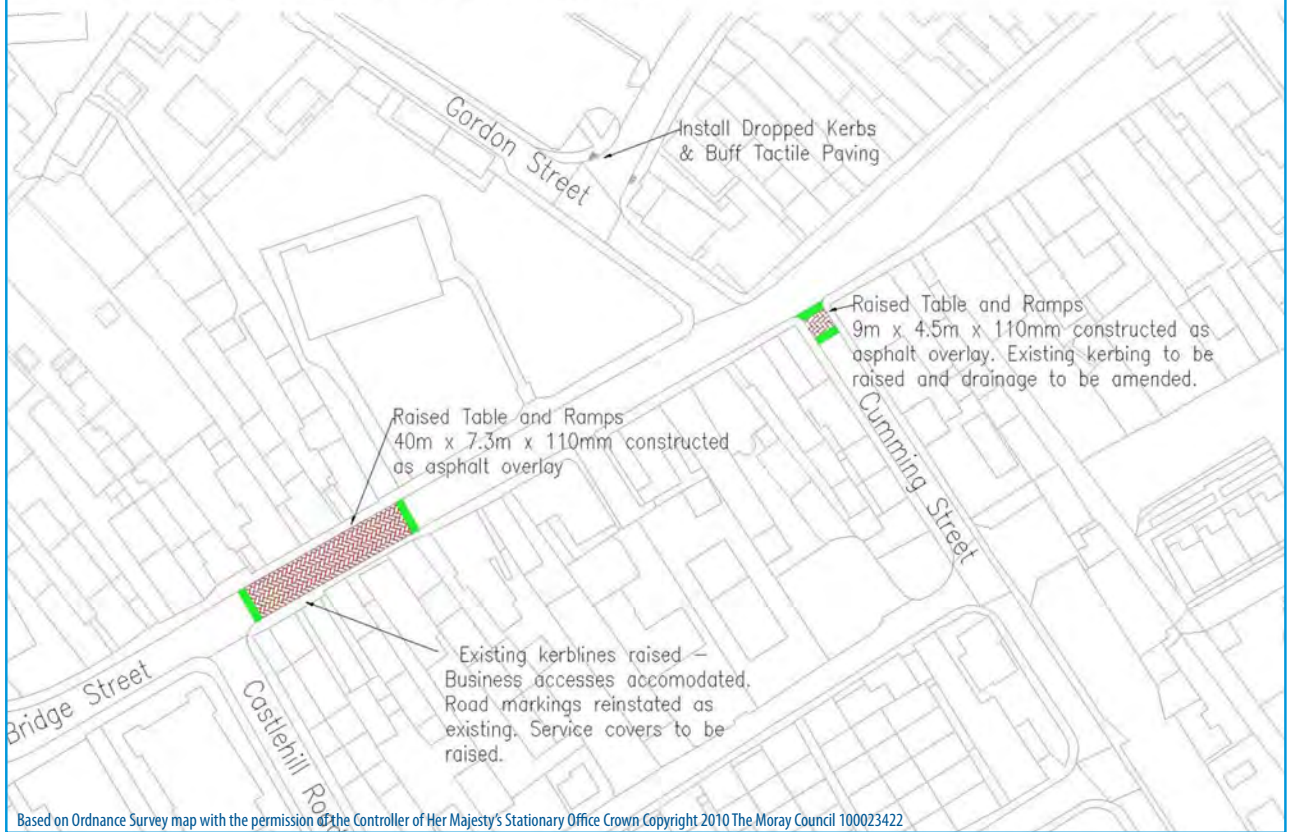 Gordon Street
Install Dropped Kerbs
& Buff Tactile Paving
Raised Table and Ramps
9m x 4.5m x 110mm constructed as
asphalt overlay. Existing kerbing to be
raised and drainage to be amended.
Cumming Street
Raised Table and Ramps
40m x 7.3m x 110mm constructed
as asphalt overlay
Existing kerblines raised –
Business accesses accomodated.
Road markings reinstated as
existing. Service covers to be
raised.
Bridge Street
Castlehill Road
Based on Ordnance Survey map with the permission of the Controller of Her Majesty's Stationary Office Crown Copyright 2010 The Moray Council 100023422